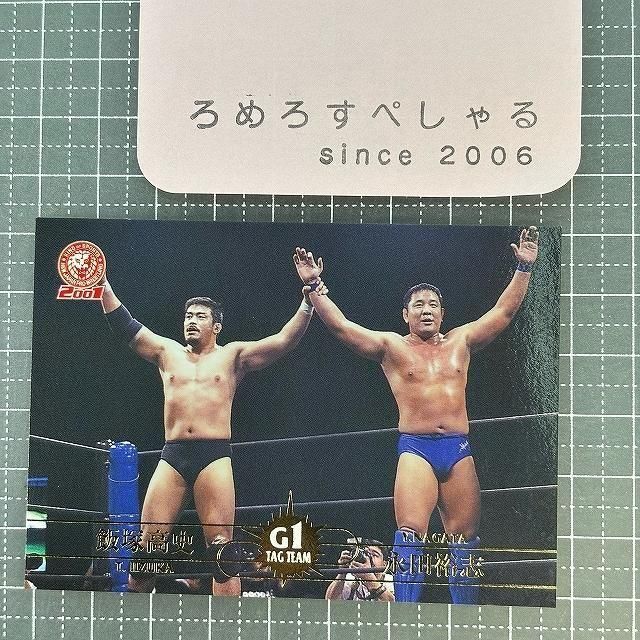 ろめろすぺしゃる
since 2006
2001
飯塚高史
T. IIZUKA
G1
TAG TEAM
Y.NAGATA
永田裕志